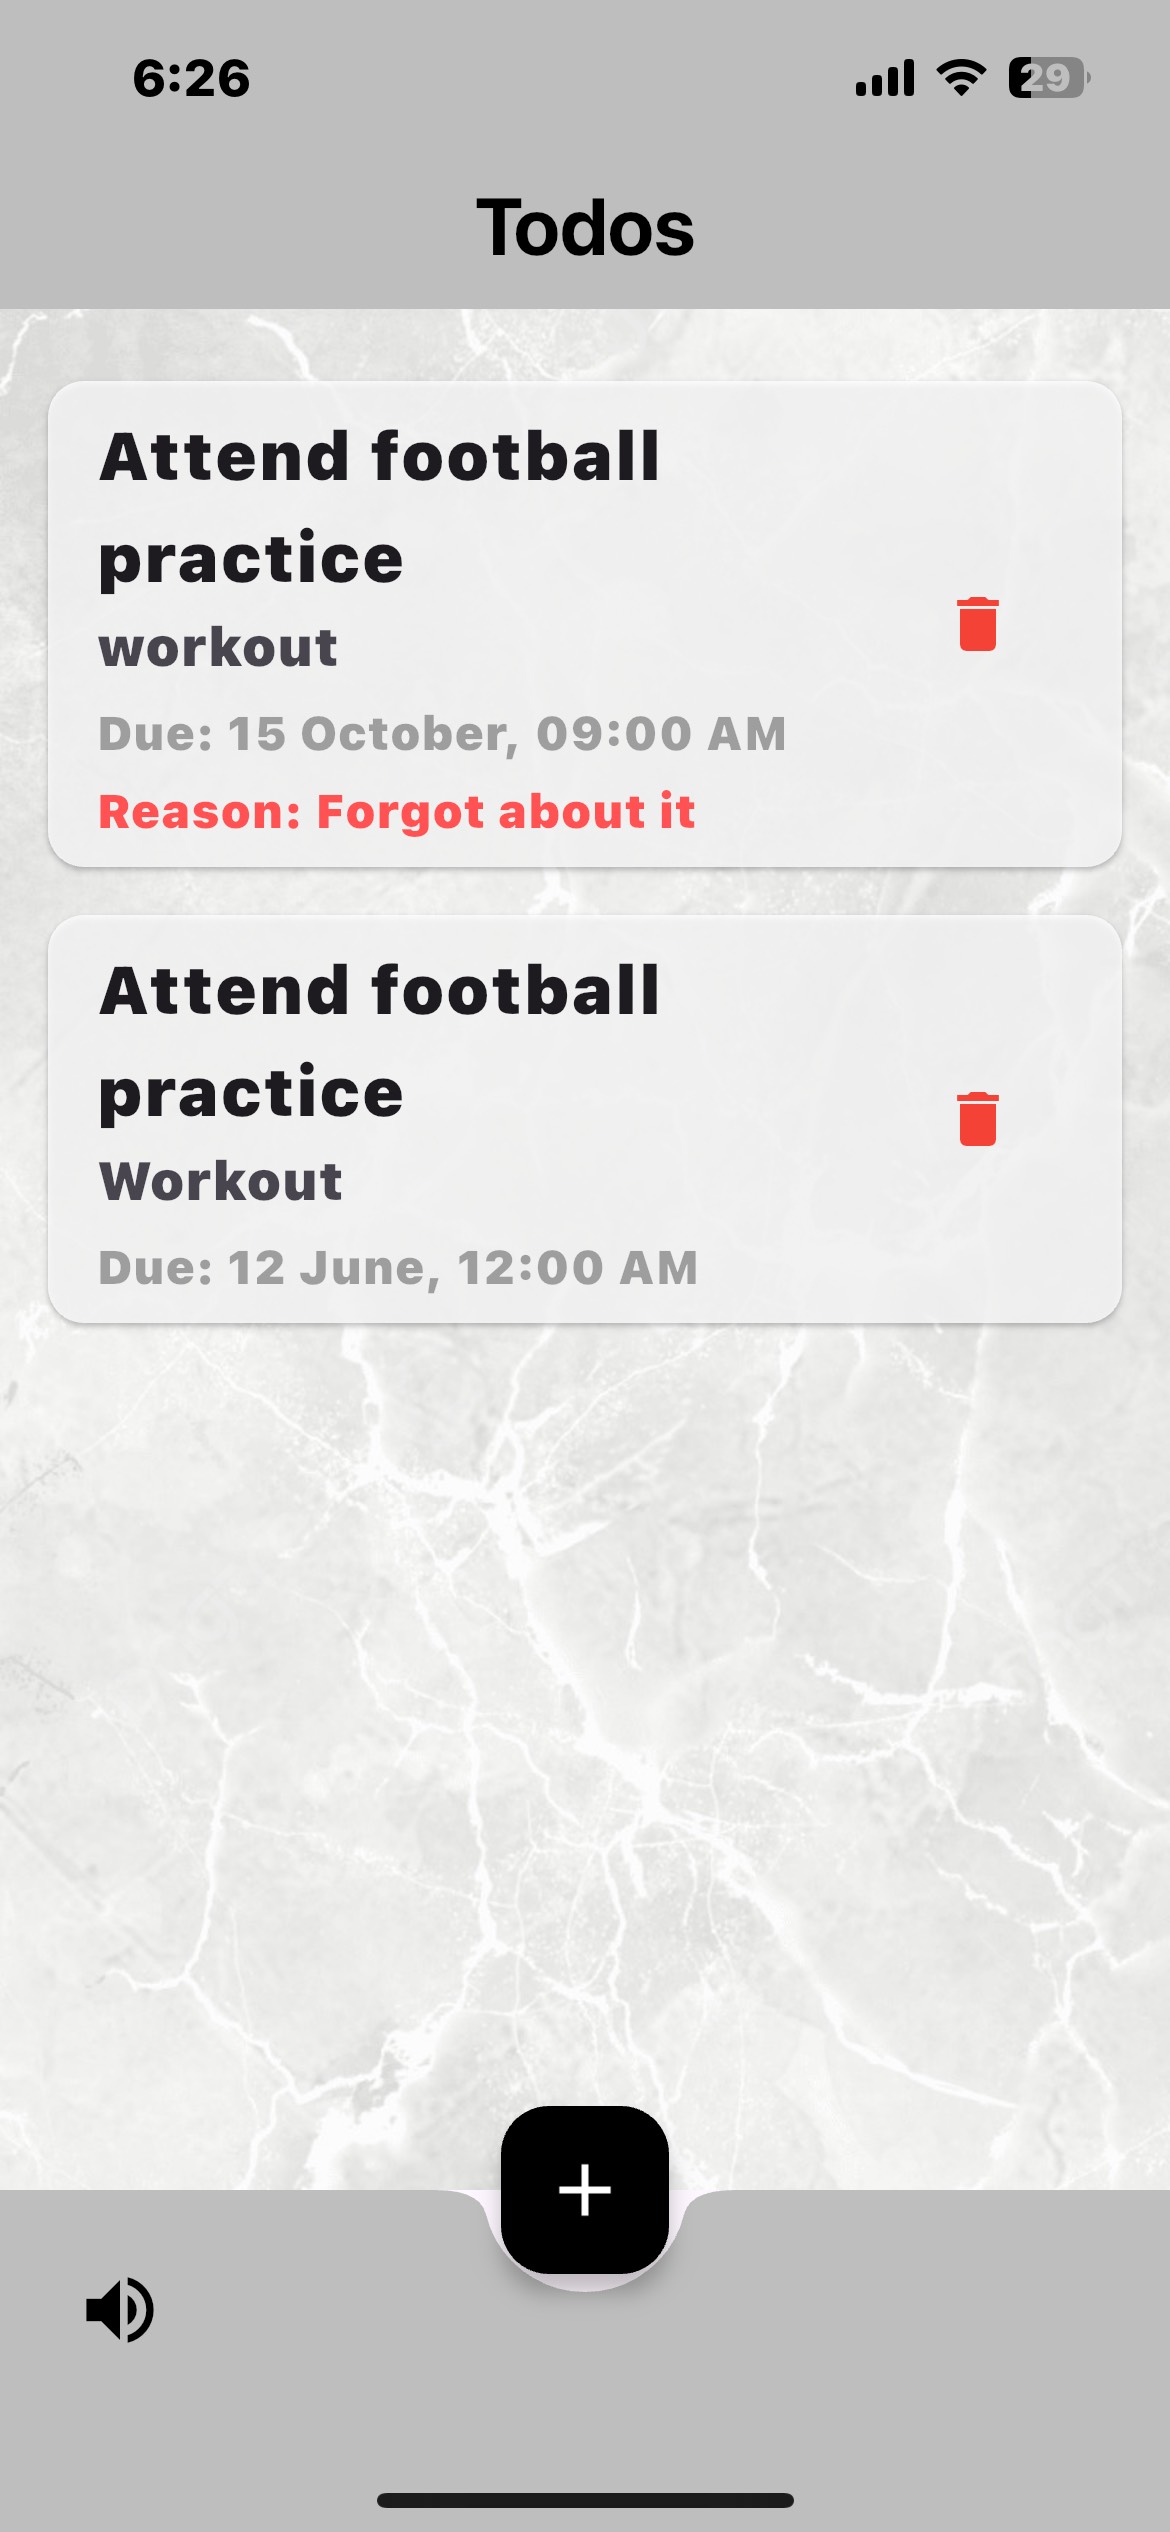 6:26
29
Todos
Attend football
practice
workout
Due: 15 October, 09:00 AM
Reason: Forgot about it
Attend football
practice
Workout
Due: 12 June, 12:00 AM